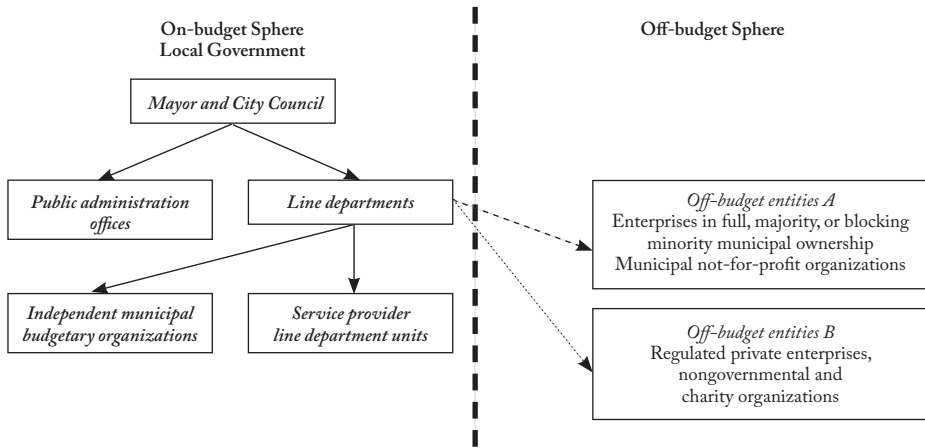 On-budget Sphere
Local Government
Off-budget Sphere
Mayor and City Council
Public administration
offices
Line departments
Independent municipal
budgetary organizations
Service provider
line department units
Off-budget entities A
Enterprises in full, majority, or blocking
minority municipal ownership
Municipal not-for-profit organizations
Off-budget entities B
Regulated private enterprises,
nongovernmental and
charity organizations